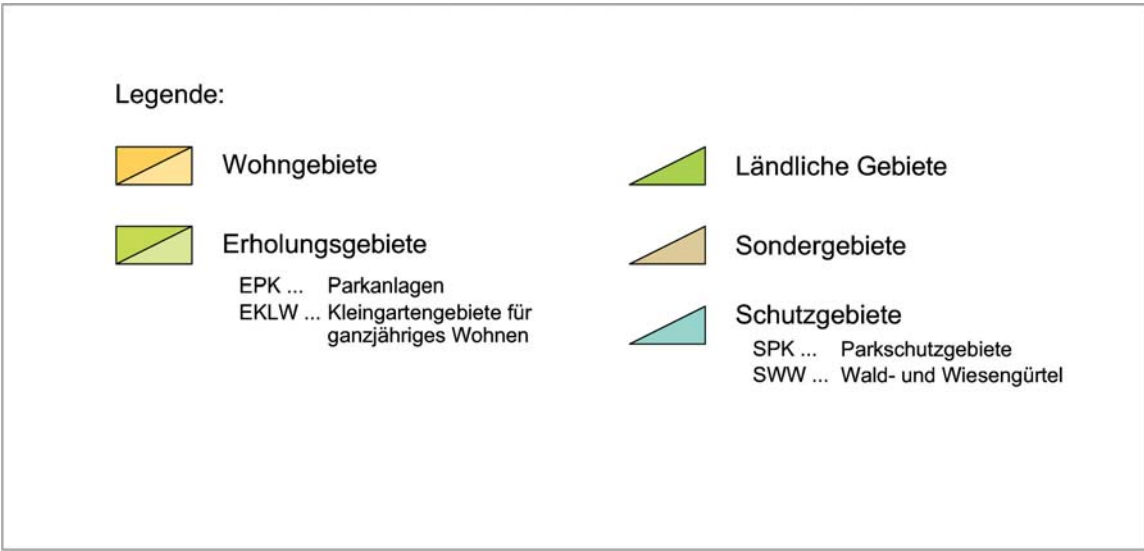 Legende:
Wohngebiete
Erholungsgebiete
EPK ... Parkanlagen
EKLW ... Kleingartengebiete für
ganzjähriges Wohnen
Ländliche Gebiete
Sondergebiete
Schutzgebiete
SPK ... Parkschutzgebiete
SWW ... Wald- und Wiesengürtel